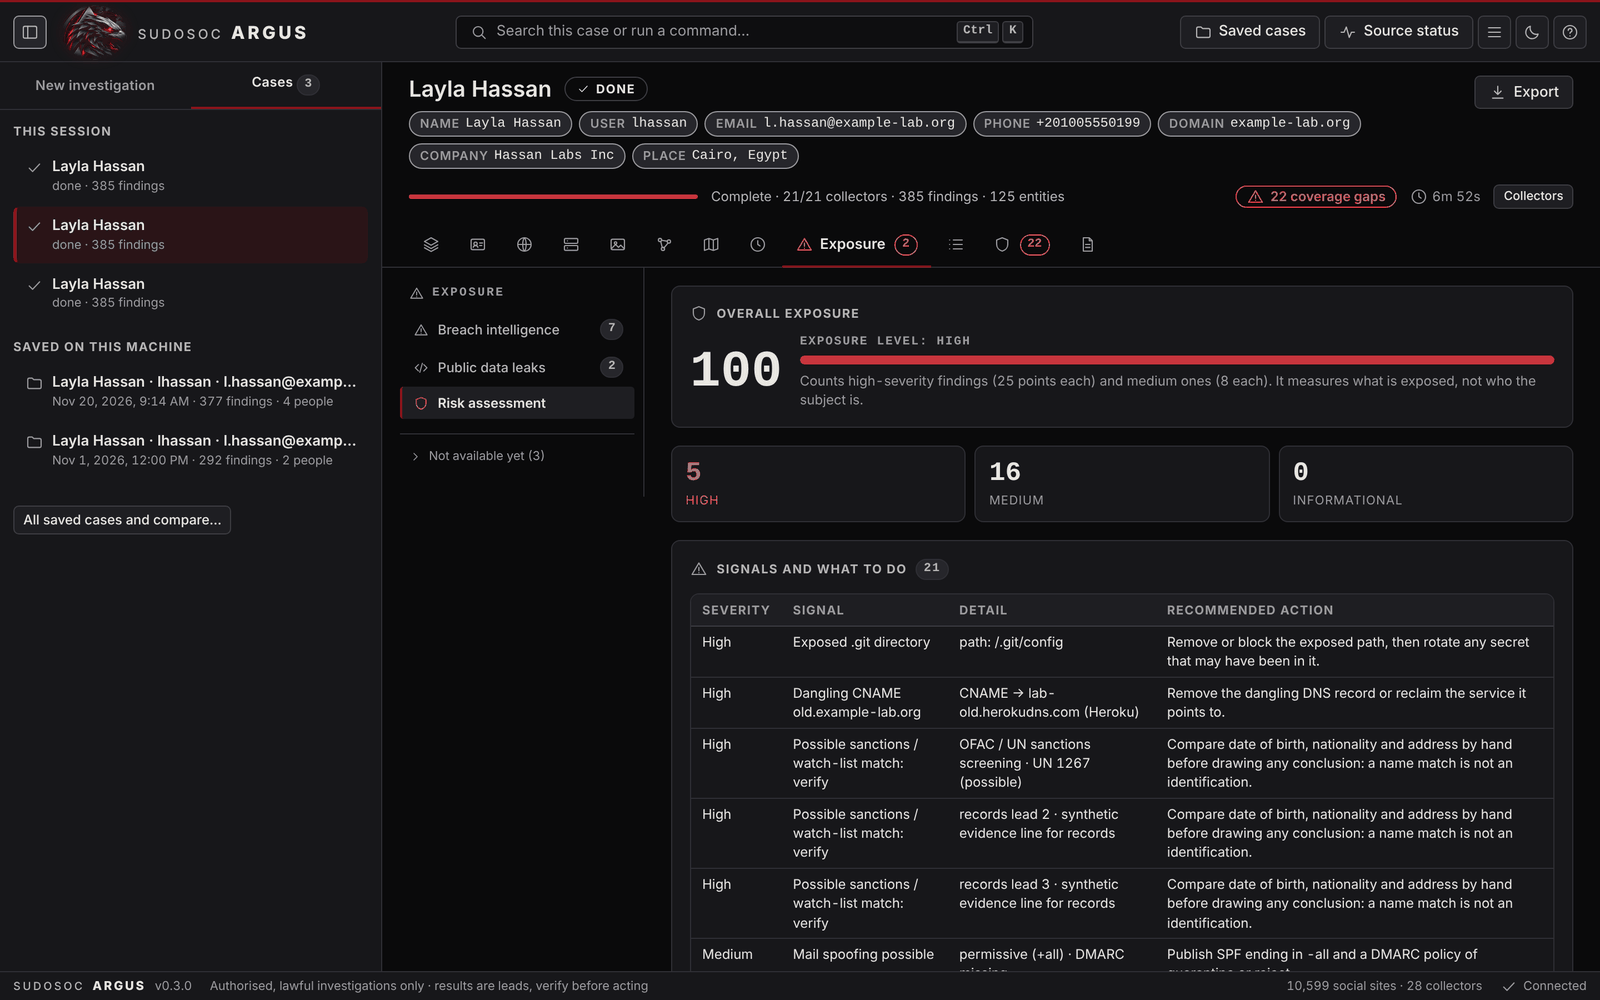 SUDOSOC ARGUS
Search this case or run a command...
Ctrl K
Saved cases
Source status
New investigation
Cases 3
THIS SESSION
Layla Hassan
done · 385 findings
Layla Hassan
done · 385 findings
Layla Hassan
done · 385 findings
SAVED ON THIS MACHINE
Layla Hassan · lhassan · l.hassan@examp...
Nov 20, 2026, 9:14 AM · 377 findings · 4 people
Layla Hassan · lhassan · l.hassan@examp...
Nov 1, 2026, 12:00 PM · 292 findings · 2 people
All saved cases and compare...
Layla Hassan
DONE
Export
NAME Layla Hassan
USER lhassan
EMAIL l.hassan@example-lab.org
PHONE +201005550199
DOMAIN example-lab.org
COMPANY Hassan Labs Inc
PLACE Cairo, Egypt
Complete · 21/21 collectors · 385 findings · 125 entities
22 coverage gaps
6m 52s
Collectors
Exposure 2
22
EXPOSURE
Breach intelligence 7
Public data leaks 2
Risk assessment
Not available yet (3)
OVERALL EXPOSURE
100
EXPOSURE LEVEL: HIGH
Counts high-severity findings (25 points each) and medium ones (8 each). It measures what is exposed, not who the
subject is.
5
HIGH
16
MEDIUM
0
INFORMATIONAL
SIGNALS AND WHAT TO DO 21
SEVERITY SIGNAL DETAIL RECOMMENDED ACTION
High
Exposed .git directory
path: /.git/config
Remove or block the exposed path, then rotate any secret
that may have been in it.
High
Dangling CNAME
old.example-lab.org
CNAME → lab-
old.herokudns.com (Heroku)
Remove the dangling DNS record or reclaim the service it
points to.
High
Possible sanctions /
watch-list match:
verify
OFAC / UN sanctions
screening · UN 1267
(possible)
Compare date of birth, nationality and address by hand
before drawing any conclusion: a name match is not an
identification.
High
Possible sanctions /
watch-list match:
verify
records lead 2 · synthetic
evidence line for records
Compare date of birth, nationality and address by hand
before drawing any conclusion: a name match is not an
identification.
High
Possible sanctions /
watch-list match:
verify
records lead 3 · synthetic
evidence line for records
Compare date of birth, nationality and address by hand
before drawing any conclusion: a name match is not an
identification.
Medium
Mail spoofing possible
permissive (+all) · DMARC
Publish SPF ending in -all and a DMARC policy of
SUDOSOC ARGUS v0.3.0
Authorised, lawful investigations only · results are leads, verify before acting
10,599 social sites · 28 collectors
Connected